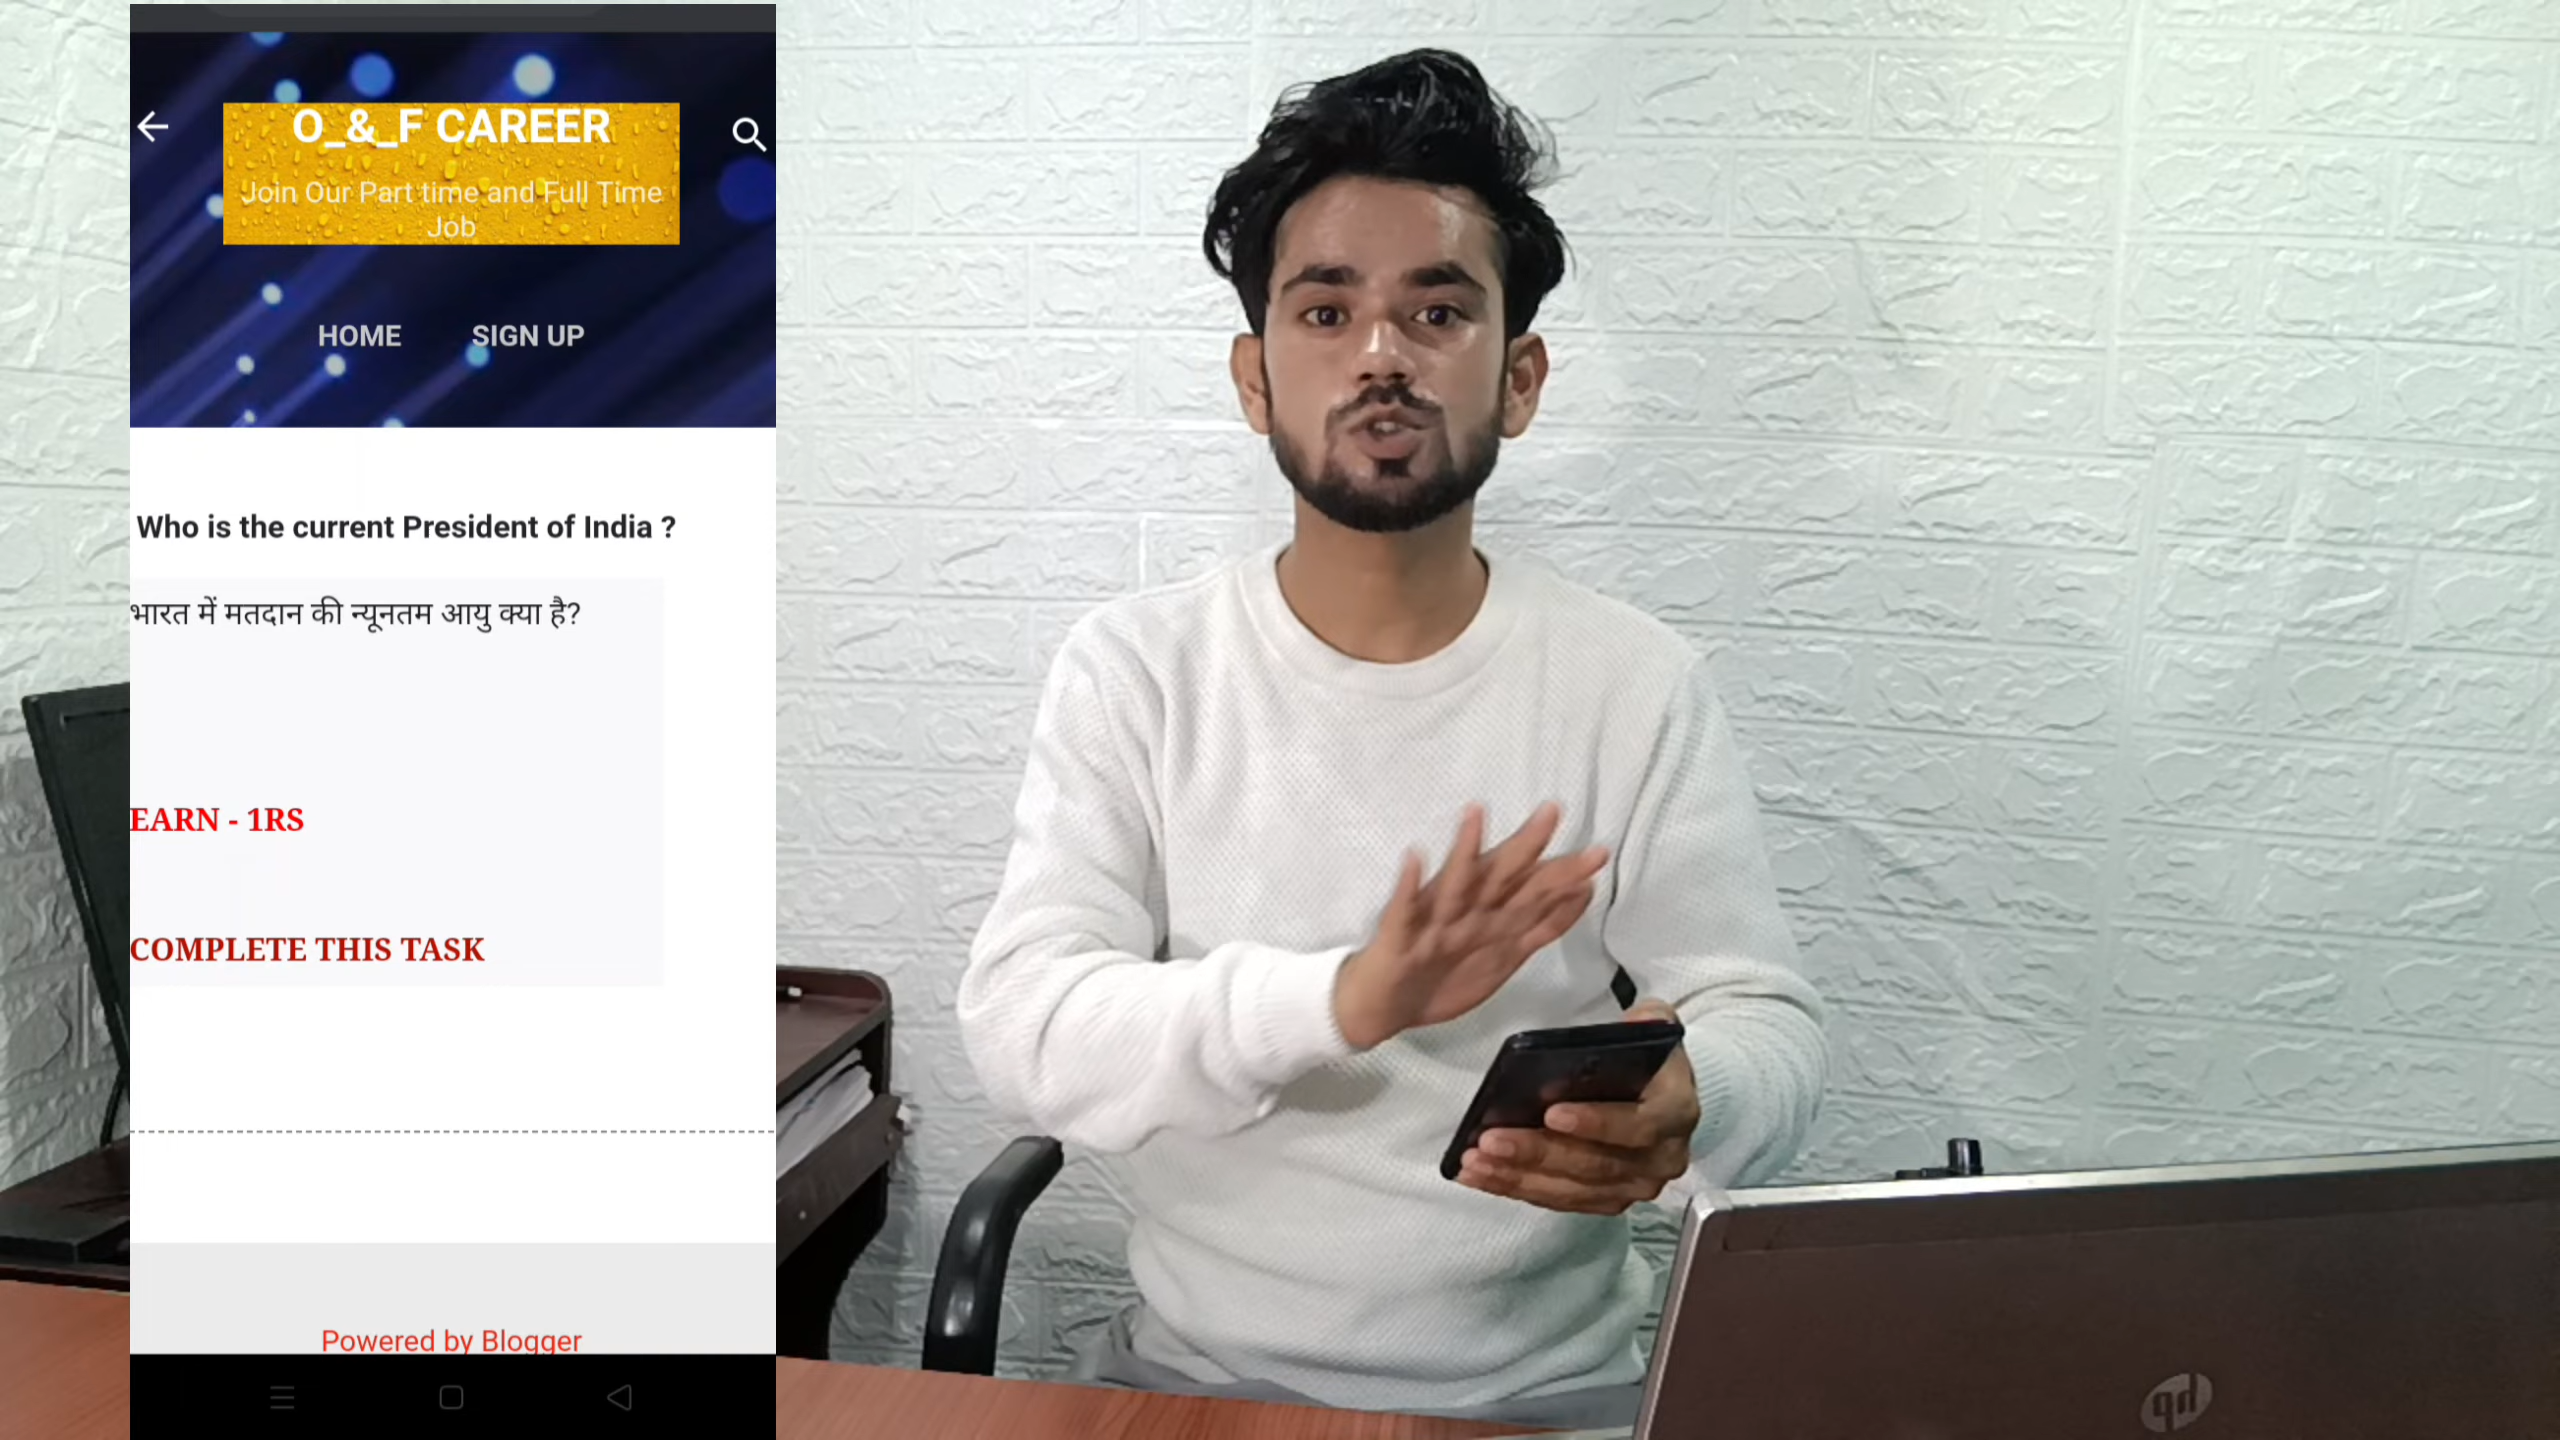 O_&_F CAREER
Join Our Part time and Full Time
Job
HOME SIGN UP
Who is the current President of India ?
भारत में मतदान की न्यूनतम आयु क्या है?
EARN - 1RS
COMPLETE THIS TASK
Powered by Blogger
hp